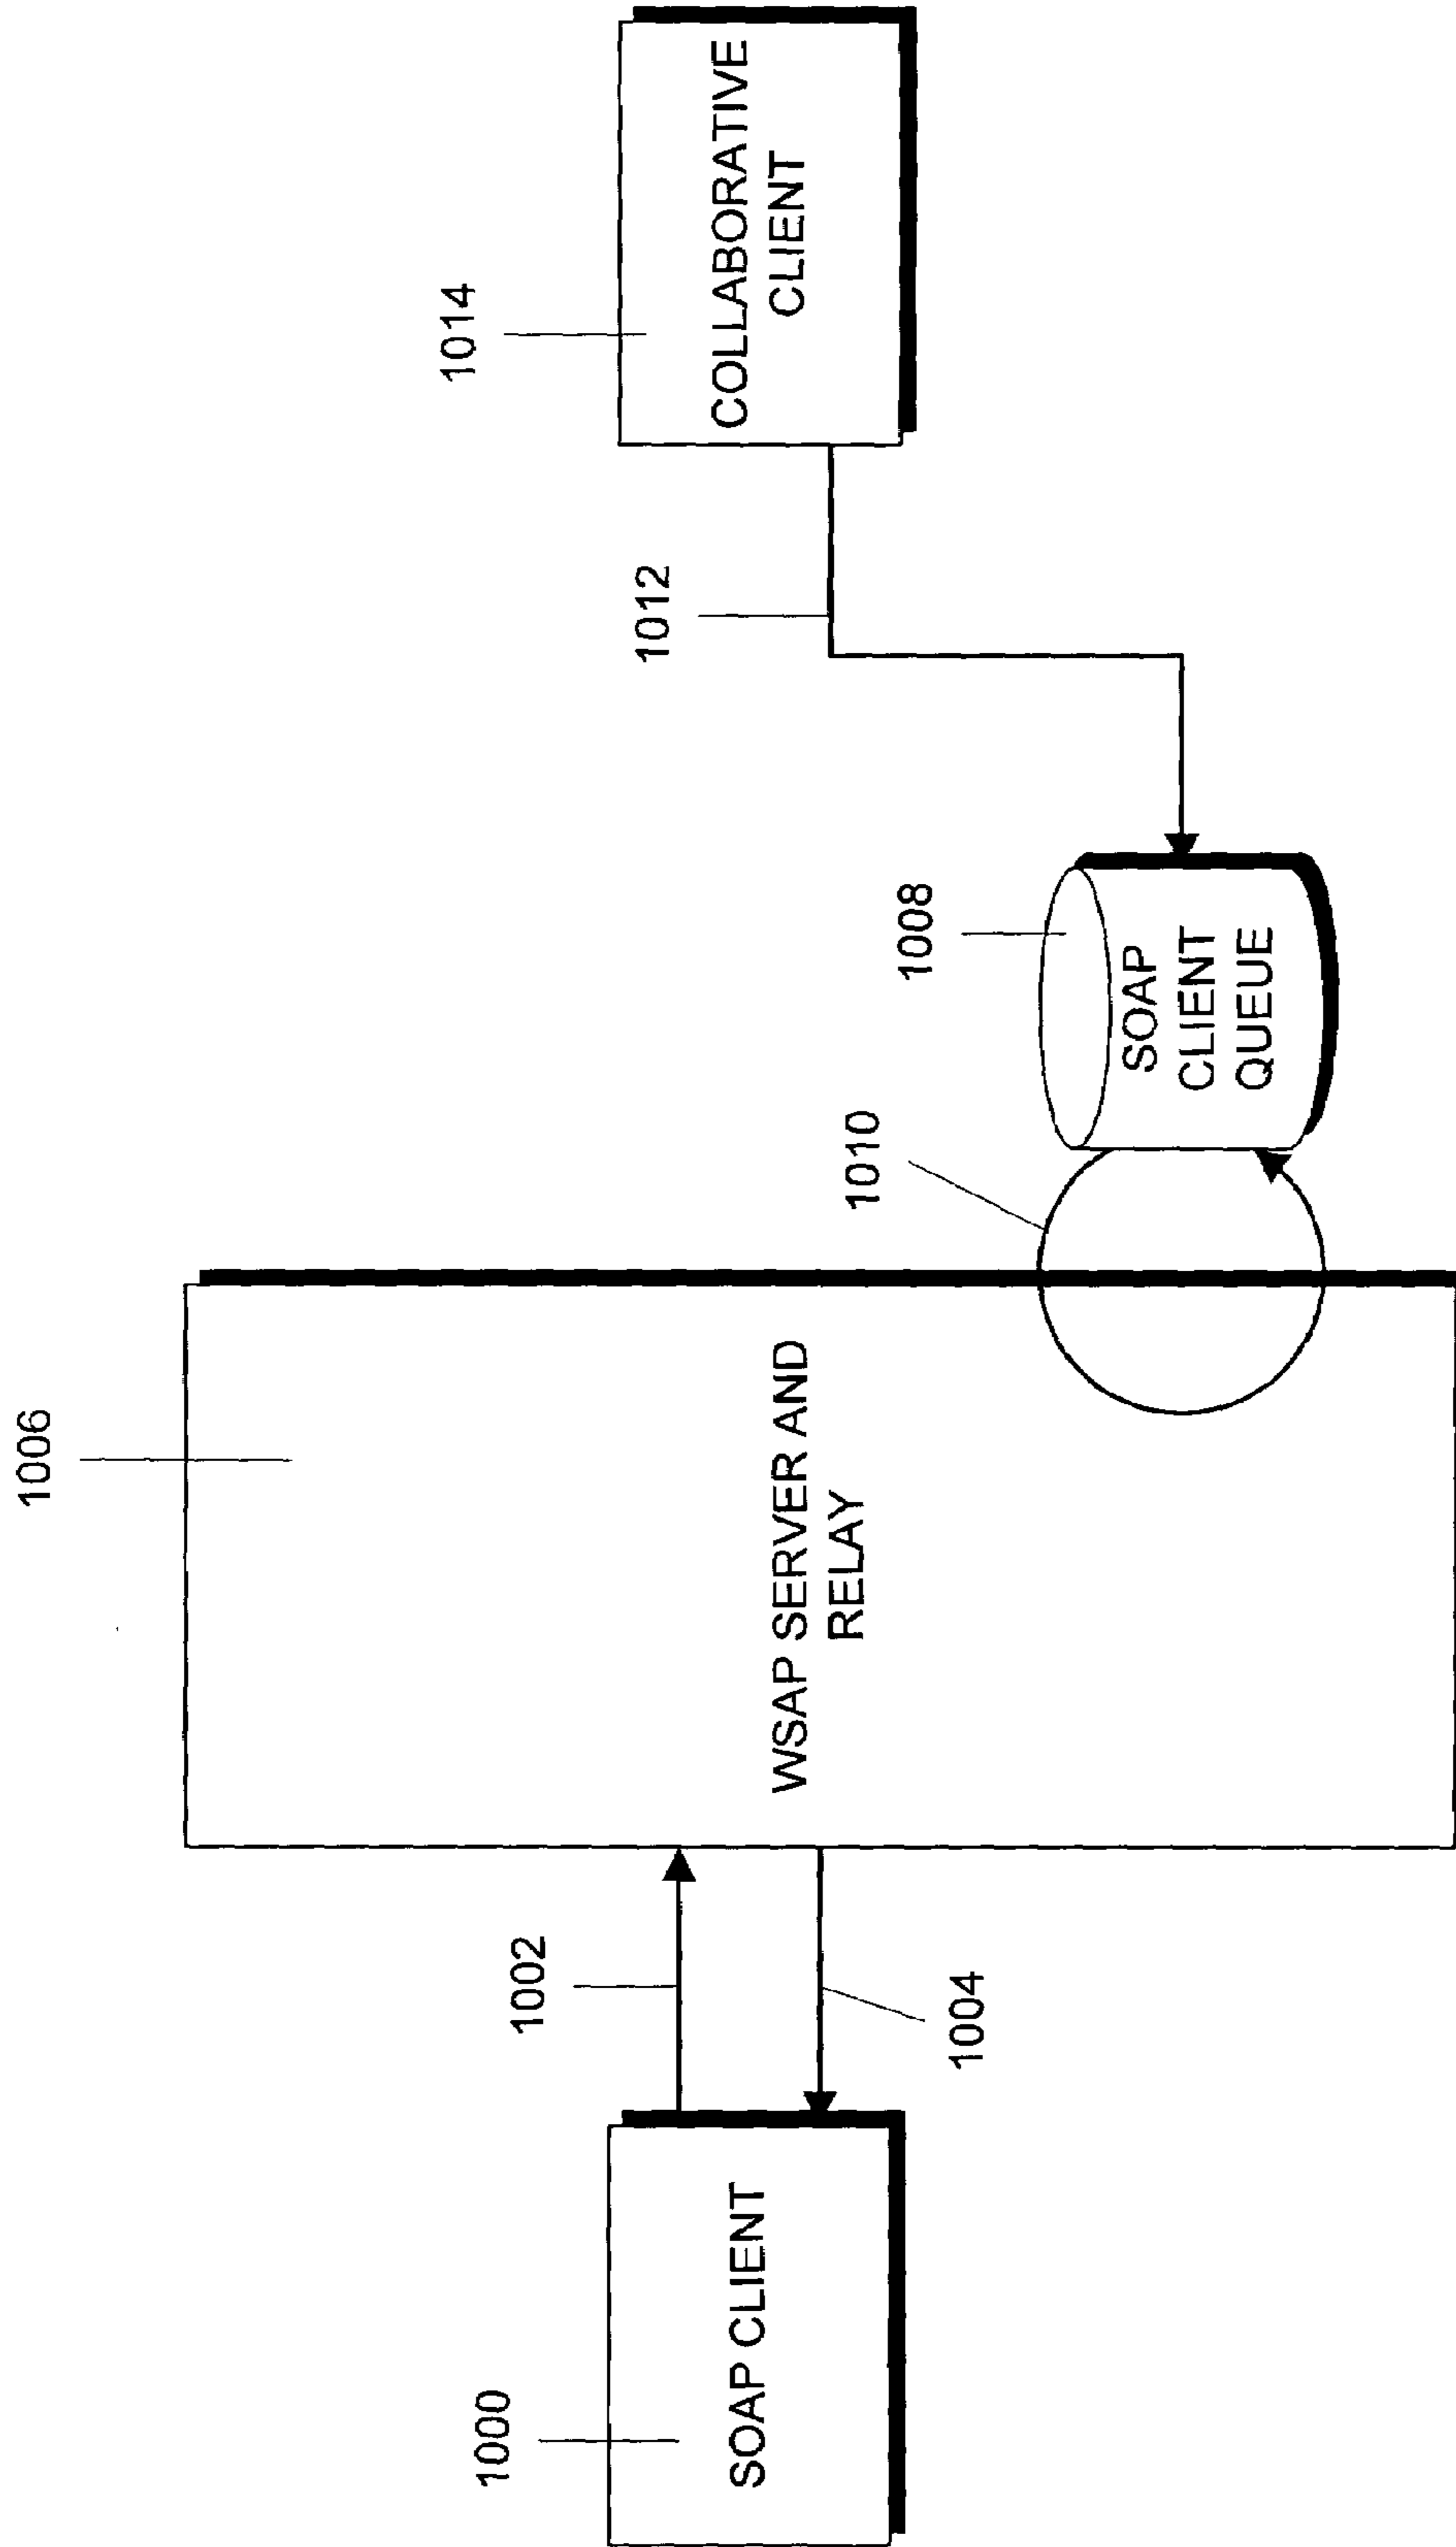 1000
SOAP CLIENT
1002
1004
1006
WSAP SERVER AND
RELAY
1010
1008
SOAP
CLIENT
QUEUE
1012
1014
COLLABORATIVE
CLIENT